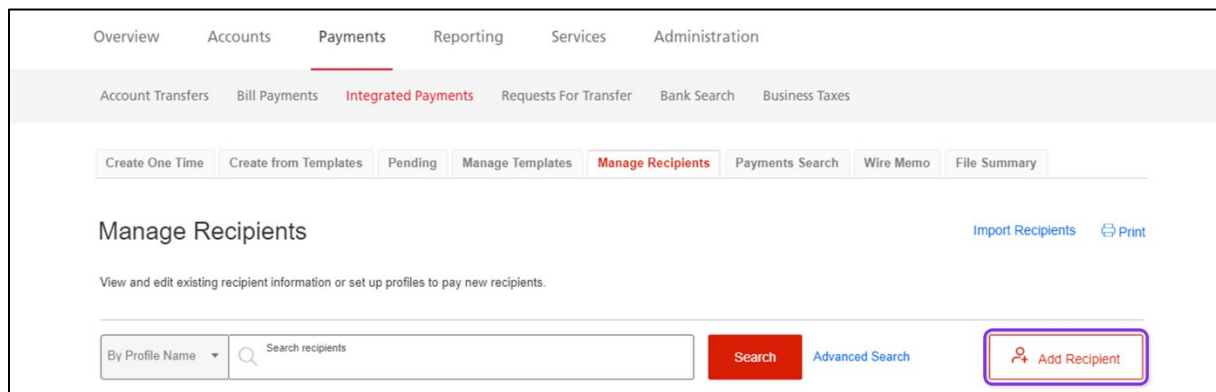 Overview Accounts Payments Reporting Services Administration
Account Transfers Bill Payments Integrated Payments Requests For Transfer Bank Search Business Taxes
Create One Time Create from Templates Pending Manage Templates Manage Recipients Payments Search Wire Memo File Summary
Manage Recipients Import Recipients Print
View and edit existing recipient information or set up profiles to pay new recipients.
By Profile Name Search recipients Search Advanced Search Add Recipient